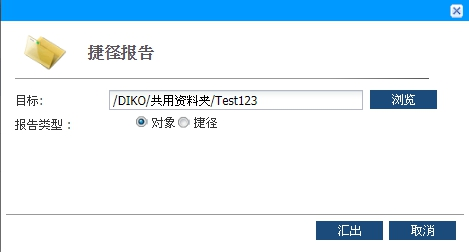 捷径报告
目标: /DIKO/共用资料夹/Test123 浏览
报告类型： 对象 捷径
汇出 取消